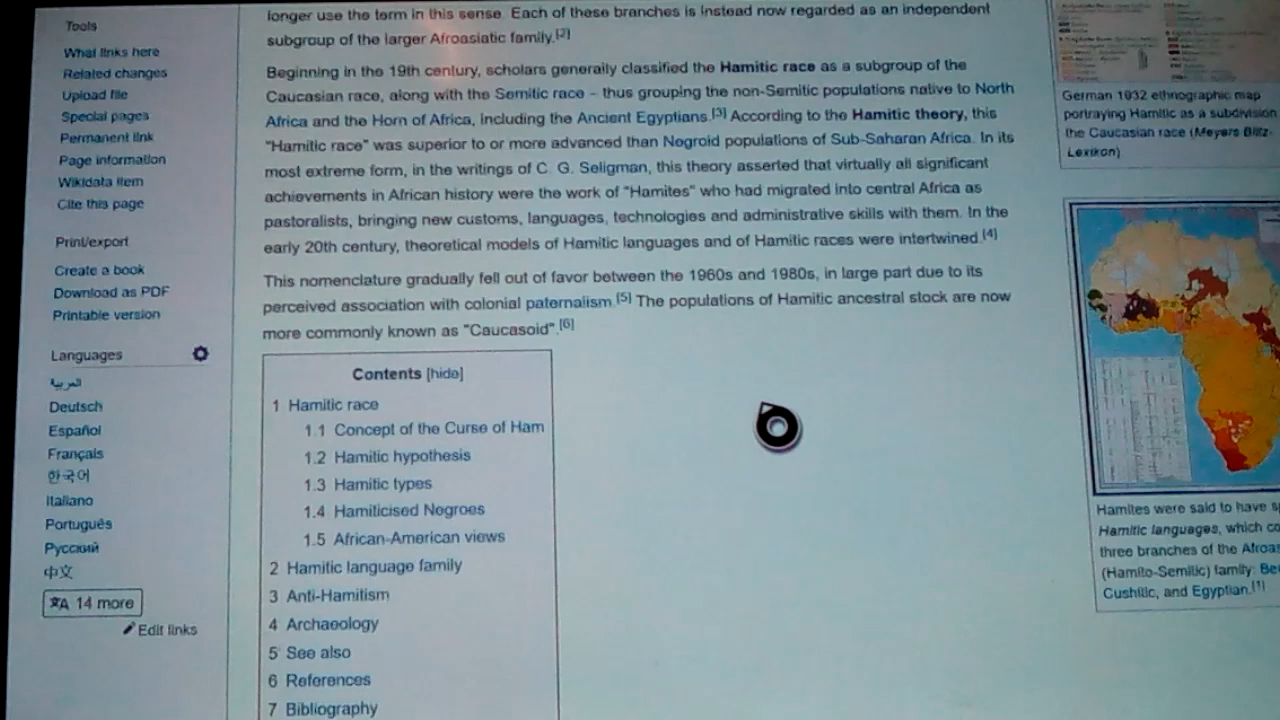 Tools
What links here
Related changes
Upload file
Special pages
Permanent link
Page information
Wikidata item
Cite this page
Print/export
Create a book
Download as PDF
Printable version
Languages
العربية
Deutsch
Español
Français
한국어
Italiano
Português
Русский
中文
14 more
Edit links
longer use the term in this sense. Each of these branches is instead now regarded as an independent
subgroup of the larger Afroasiatic family.[2]
Beginning in the 19th century, scholars generally classified the Hamitic race as a subgroup of the
Caucasian race, along with the Semitic race – thus grouping the non-Semitic populations native to North
Africa and the Horn of Africa, including the Ancient Egyptians.[3] According to the Hamitic theory, this
"Hamitic race" was superior to or more advanced than Negroid populations of Sub-Saharan Africa. In its
most extreme form, in the writings of C. G. Seligman, this theory asserted that virtually all significant
achievements in African history were the work of "Hamites" who had migrated into central Africa as
pastoralists, bringing new customs, languages, technologies and administrative skills with them. In the
early 20th century, theoretical models of Hamitic languages and of Hamitic races were intertwined.[4]
This nomenclature gradually fell out of favor between the 1960s and 1980s, in large part due to its
perceived association with colonial paternalism.[5] The populations of Hamitic ancestral stock are now
more commonly known as "Caucasoid".[6]
Contents [hide]
1 Hamitic race
1.1 Concept of the Curse of Ham
1.2 Hamitic hypothesis
1.3 Hamitic types
1.4 Hamiticised Negroes
1.5 African-American views
2 Hamitic language family
3 Anti-Hamitism
4 Archaeology
5 See also
6 References
7 Bibliography
German 1932 ethnographic map
portraying Hamitic as a subdivision
the Caucasian race (Meyers Blitz-
Lexikon)
Hamites were said to have s
Hamitic languages, which co
three branches of the Afroas
(Hamito-Semitic) family: Be
Cushitic, and Egyptian.[1]